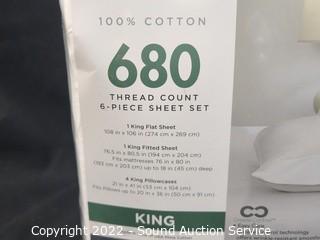 100% COTTON
680
THREAD COUNT
6-PIECE SHEET SET
1 King Flat Sheet
108 in x 106 in (274 cm x 269 cm)
1 King Fitted Sheet
76.5 in x 80.5 in (194 cm x 204 cm)
Fits mattresses 76 in x 80 in
(193 cm x 203 cm) up to 18 in (45 cm) deep
4 King Pillowcases
21 in x 41 in (53 cm x 104 cm)
Fits Pillows up to 20 in x 36 in (50 cm x 91 cm)
KING
Copyright 2022 - Sound Auction Service